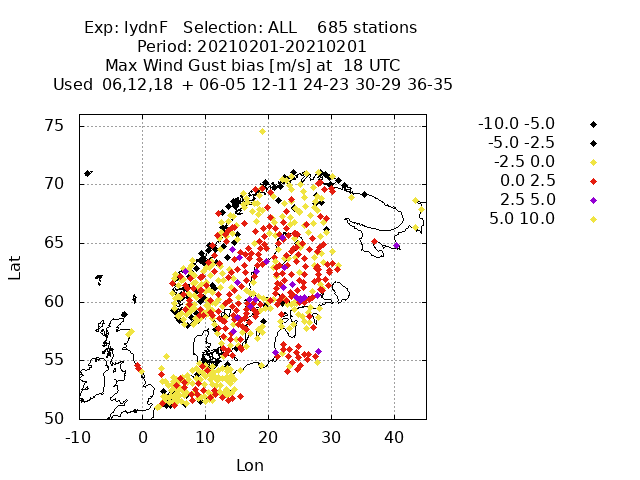 Exp: lydnF   Selection: ALL    685 stations
Period: 20210201-20210201
Max Wind Gust bias [m/s] at  18 UTC
Used  06,12,18  + 06-05 12-11 24-23 30-29 36-35
-10.0 -5.0
-5.0 -2.5
-2.5 0.0
0.0 2.5
2.5 5.0
5.0 10.0
75
70
65
60
55
50
Lat
-10 0 10 20 30 40
Lon